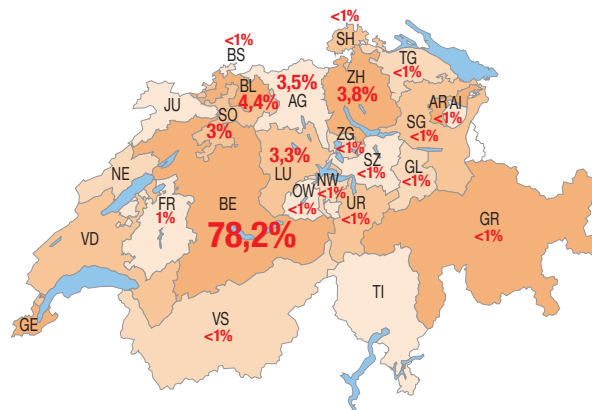 <1%
BS
<1%
SH
TG
<1%
JU
BL
4,4%
3,5%
AG
ZH
3,8%
SO
3%
AR
AI
<1%
ZG
<1%
SG
<1%
NE
3,3%
LU
SZ
<1%
GL
<1%
OW
<1%
NW
<1%
FR
1%
BE
78,2%
UR
<1%
GR
<1%
VD
TI
GE
VS
<1%